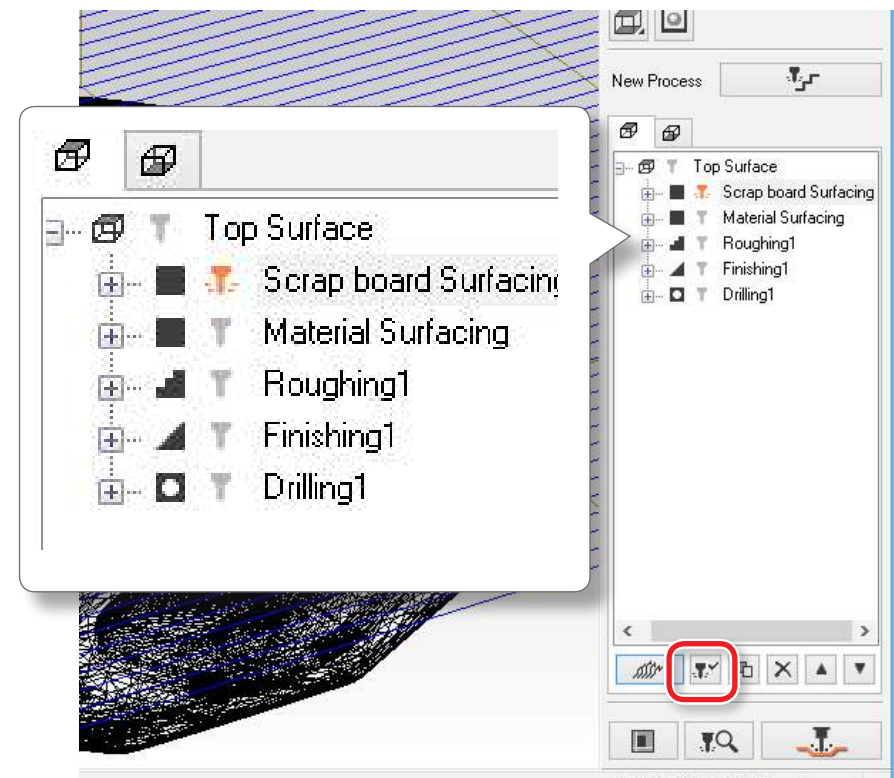 New Process
Top Surface
Scrap board Surfacing
Material Surfacing
Roughing1
Finishing1
Drilling1
Top Surface
Scrap board Surfacing
Material Surfacing
Roughing1
Finishing1
Drilling1